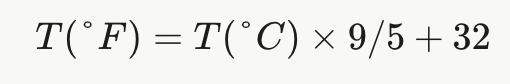 T(°F) = T(°C) × 9/5 + 32